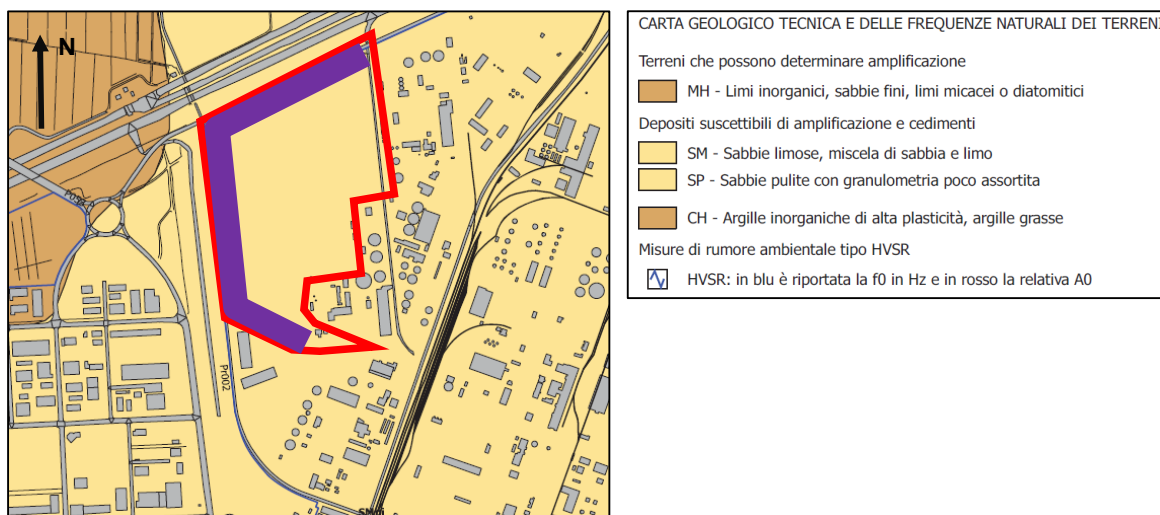 N
Pr002
CARTA GEOLOGICO TECNICA E DELLE FREQUENZE NATURALI DEI TERRENI
Terreni che possono determinare amplificazione
MH - Limi inorganici, sabbie fini, limi micacei o diatomitici
Depositi suscettibili di amplificazione e cedimenti
SM - Sabbie limose, miscela di sabbia e limo
SP - Sabbie pulite con granulometria poco assortita
CH - Argille inorganiche di alta plasticità, argille grasse
Misure di rumore ambientale tipo HVSR
HVSR: in blu è riportata la f0 in Hz e in rosso la relativa A0